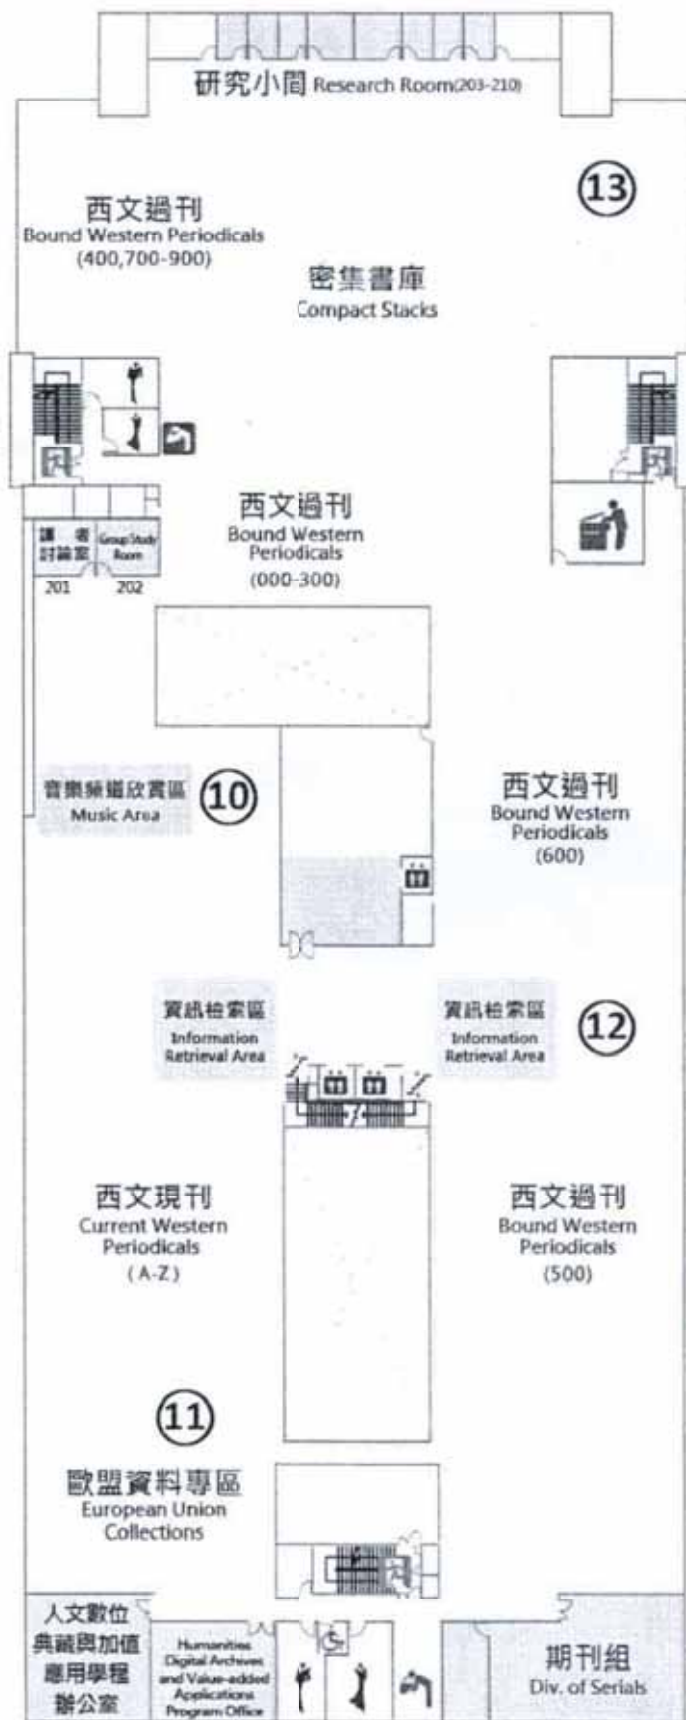 研究小間 Research Room(203-210)
13
西文過刊
Bound Western Periodicals
(400,700-900)
密集書庫
Compact Stacks
西文過刊
Bound Western
Periodicals
(000-300)
讀者
討論室
Group Study
Room
201
202
音樂頻道欣賞區
Music Area
10
西文過刊
Bound Western
Periodicals
(600)
資訊檢索區
Information
Retrieval Area
資訊檢索區
Information
Retrieval Area
12
西文現刊
Current Western
Periodicals
(A-Z)
西文過刊
Bound Western
Periodicals
(500)
11
歐盟資料專區
European Union
Collections
人文數位
典藏與加值
應用學程
辦公室
Humanities
Digital Archives
and Value-added
Applications
Program Office
期刊組
Div. of Serials